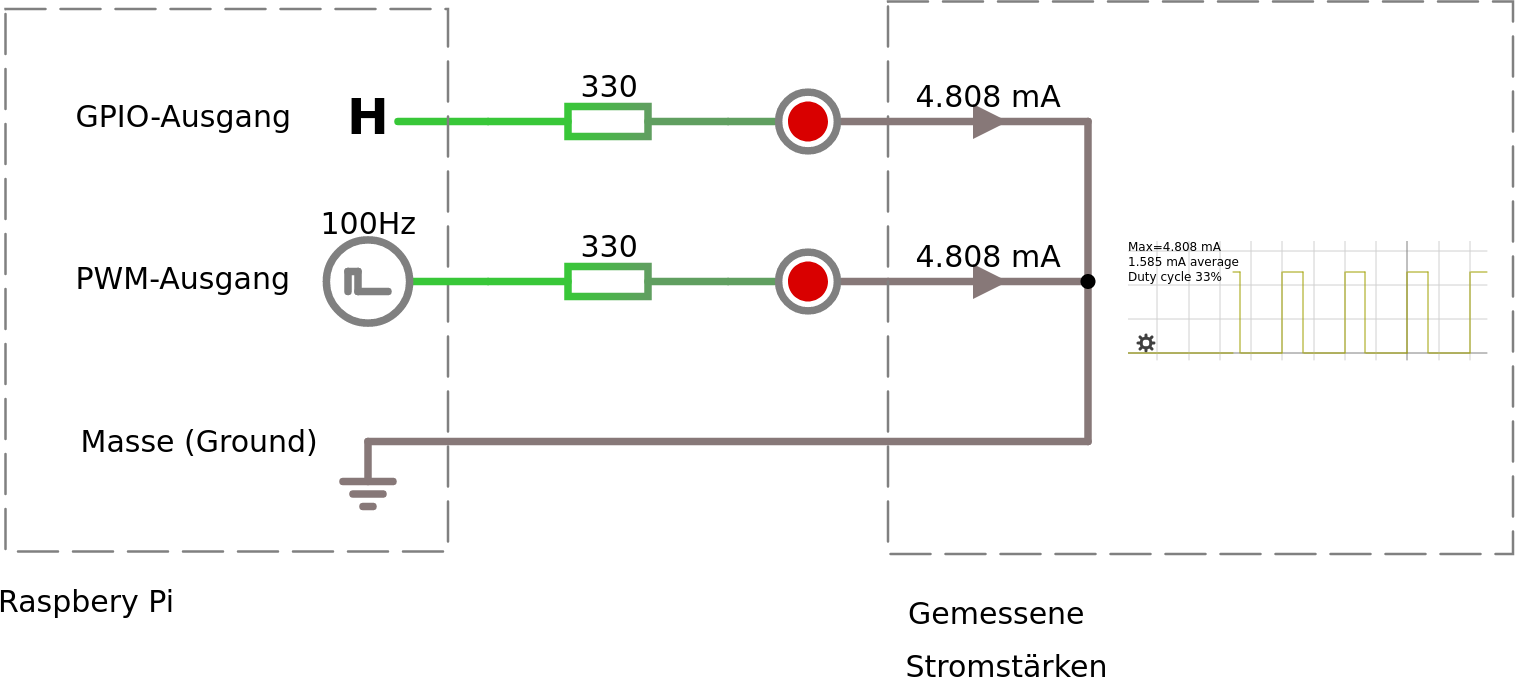 330
4.808 mA
GPIO-Ausgang H
100Hz
330
4.808 mA
PWM-Ausgang
Max=4.808 mA
1.585 mA average
Duty cycle 33%
Masse (Ground)
Raspbery Pi
Gemessene
Stromstärken